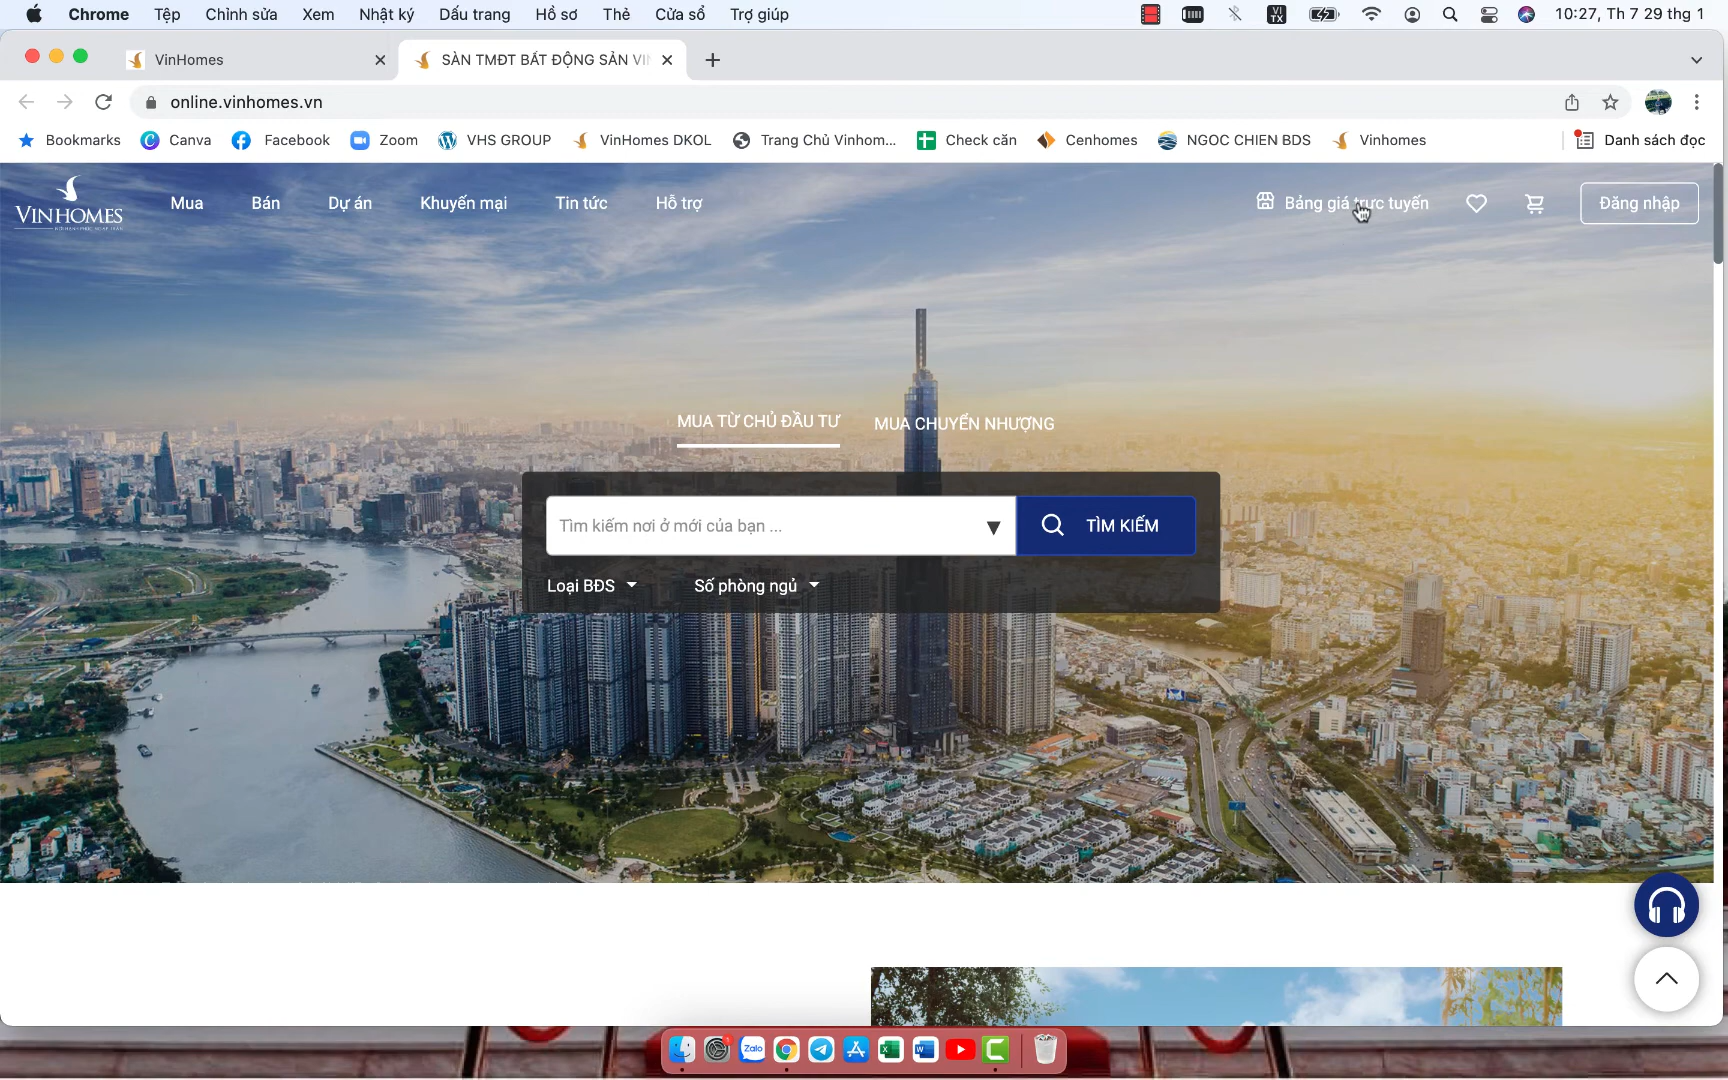 Chrome Tệp Chỉnh sửa Xem Nhật ký Dấu trang Hồ sơ Thẻ Cửa sổ Trợ giúp VI TX 10:27, Th 7 29 thg 1
VinHomes SÀN TMĐT BẤT ĐỘNG SẢN VI
online.vinhomes.vn
Bookmarks Canva Facebook Zoom VHS GROUP VinHomes DKOL Trang Chủ Vinhom... Check căn Cenhomes NGOC CHIEN BDS Vinhomes Danh sách đọc
VINHOMES Mua Bán Dự án Khuyến mại Tin tức Hỗ trợ Bảng giá trực tuyến Đăng nhập
MUA TỪ CHỦ ĐẦU TƯ MUA CHUYỂN NHƯỢNG
Tìm kiếm nơi ở mới của bạn ... TÌM KIẾM
Loại BĐS Số phòng ngủ
Zalo